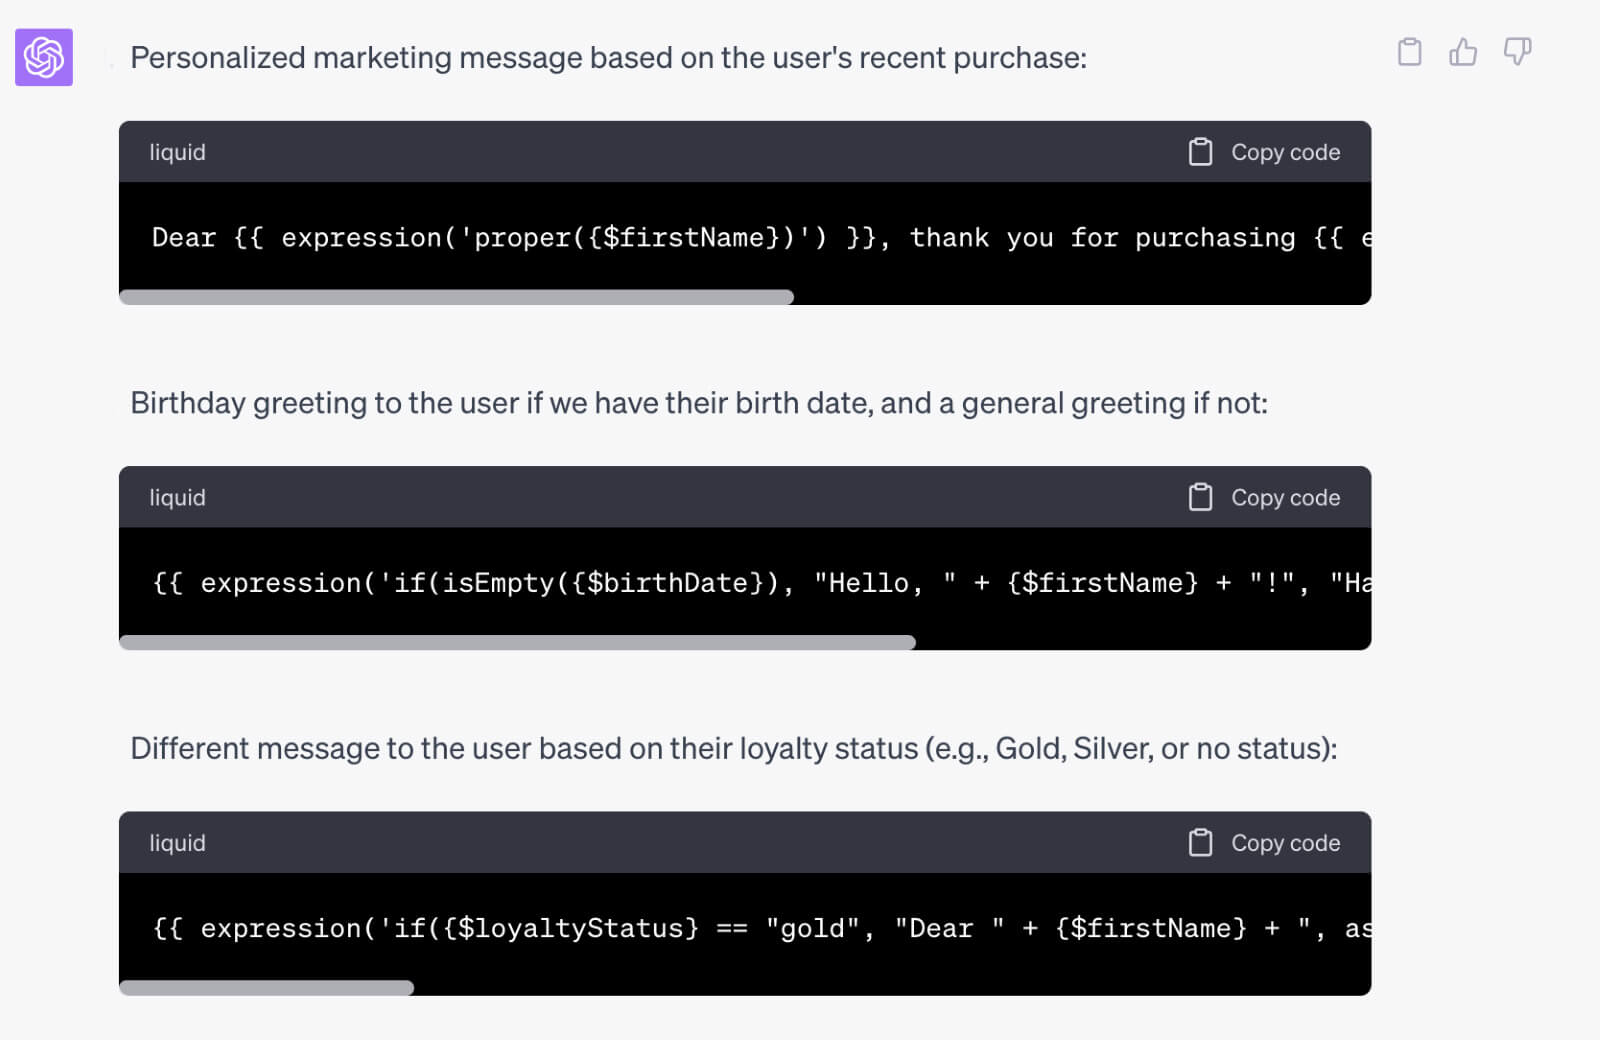 Personalized marketing message based on the user's recent purchase:
liquid
Copy code
Dear {{ expression('proper({$firstName})') }}, thank you for purchasing {{ e
Birthday greeting to the user if we have their birth date, and a general greeting if not:
liquid
Copy code
{{ expression('if(isEmpty({$birthDate}), "Hello, " + {$firstName} + "!", "Ha
Different message to the user based on their loyalty status (e.g., Gold, Silver, or no status):
liquid
Copy code
{{ expression('if({$loyaltyStatus} == "gold", "Dear " + {$firstName} + ", as